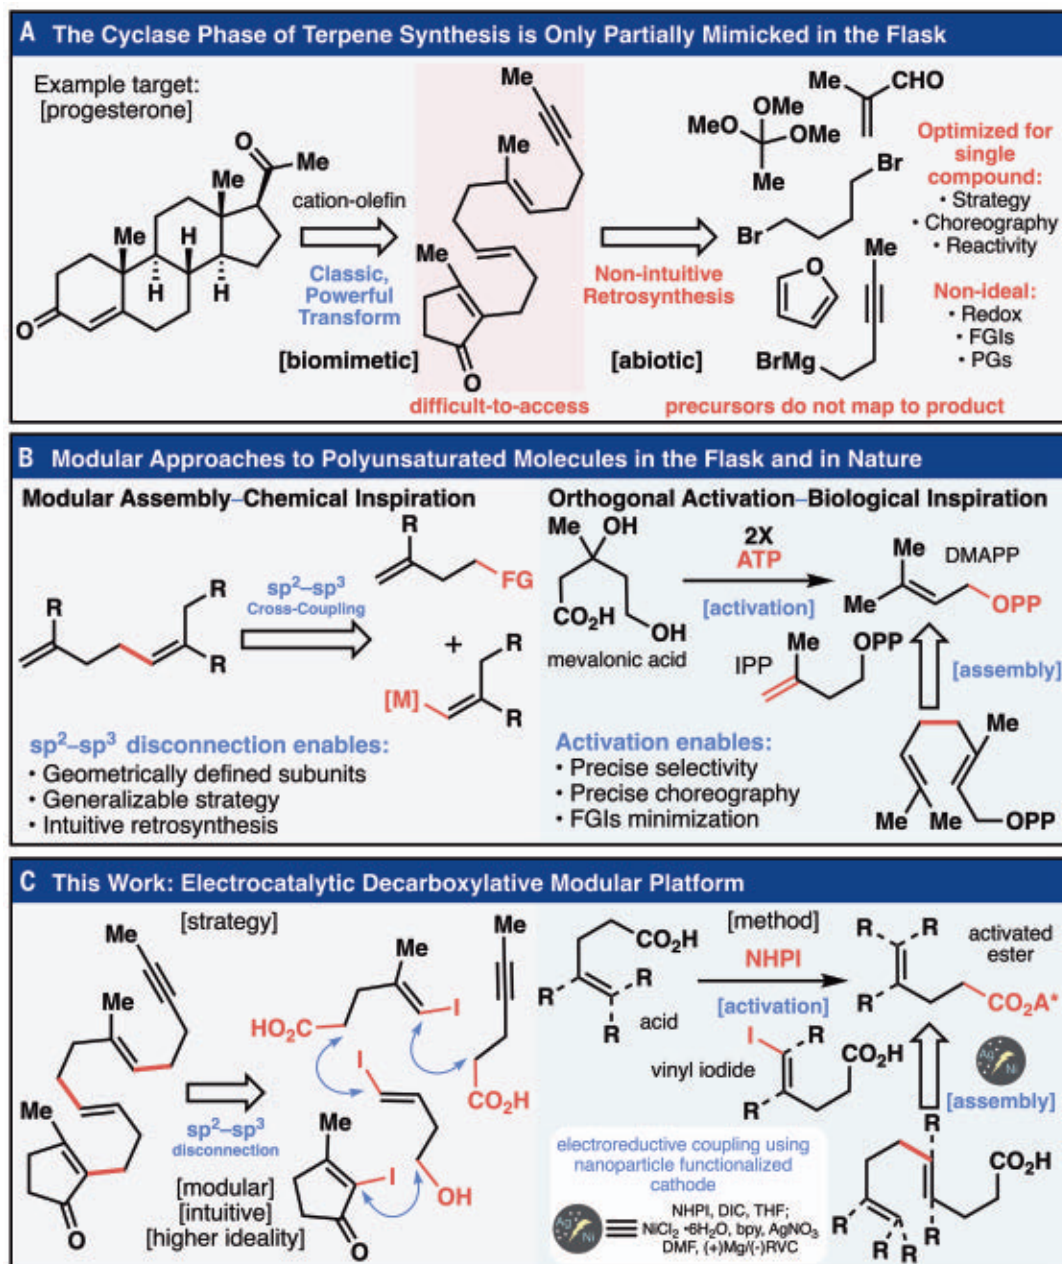 A The Cyclase Phase of Terpene Synthesis is Only Partially Mimicked in the Flask
Example target:
[progesterone]
O
Me
Me
Me
H
H
H
O
cation-olefin
Classic,
Powerful
Transform
[biomimetic]
Me
Me
Me
O
difficult-to-access
Non-intuitive
Retrosynthesis
[abiotic]
Me
CHO
OMe
MeO
OMe
Me
Br
Br
O
Me
BrMg
precursors do not map to product
Optimized for
single
compound:
• Strategy
• Choreography
• Reactivity
Non-ideal:
• Redox
• FGIs
• PGs
B Modular Approaches to Polyunsaturated Molecules in the Flask and in Nature
Modular Assembly–Chemical Inspiration
R
R
R
sp²–sp³
Cross-Coupling
R
FG
+
R
[M]
R
sp²–sp³ disconnection enables:
• Geometrically defined subunits
• Generalizable strategy
• Intuitive retrosynthesis
Orthogonal Activation–Biological Inspiration
Me
OH
CO₂H
OH
mevalonic acid
2X
ATP
[activation]
Me
Me
DMAPP
OPP
IPP
Me
OPP
[assembly]
Me
Me
Me
OPP
Activation enables:
• Precise selectivity
• Precise choreography
• FGIs minimization
C This Work: Electrocatalytic Decarboxylative Modular Platform
[strategy]
Me
Me
Me
O
sp²–sp³
disconnection
[modular]
[intuitive]
[higher ideality]
Me
HO₂C
I
Me
CO₂H
I
OH
Me
I
O
[method]
CO₂H
R
R
R
acid
NHPI
[activation]
R
R
R
activated
ester
CO₂A*
I
R
R
CO₂H
vinyl iodide
Ag
Ni
[assembly]
R
CO₂H
R
R
R
R
electroreductive coupling using
nanoparticle functionalized
cathode
Ag
Ni
NHPI, DIC, THF;
NiCl₂ •6H₂O, bpy, AgNO₃
DMF, (+)Mg/(-)RVC